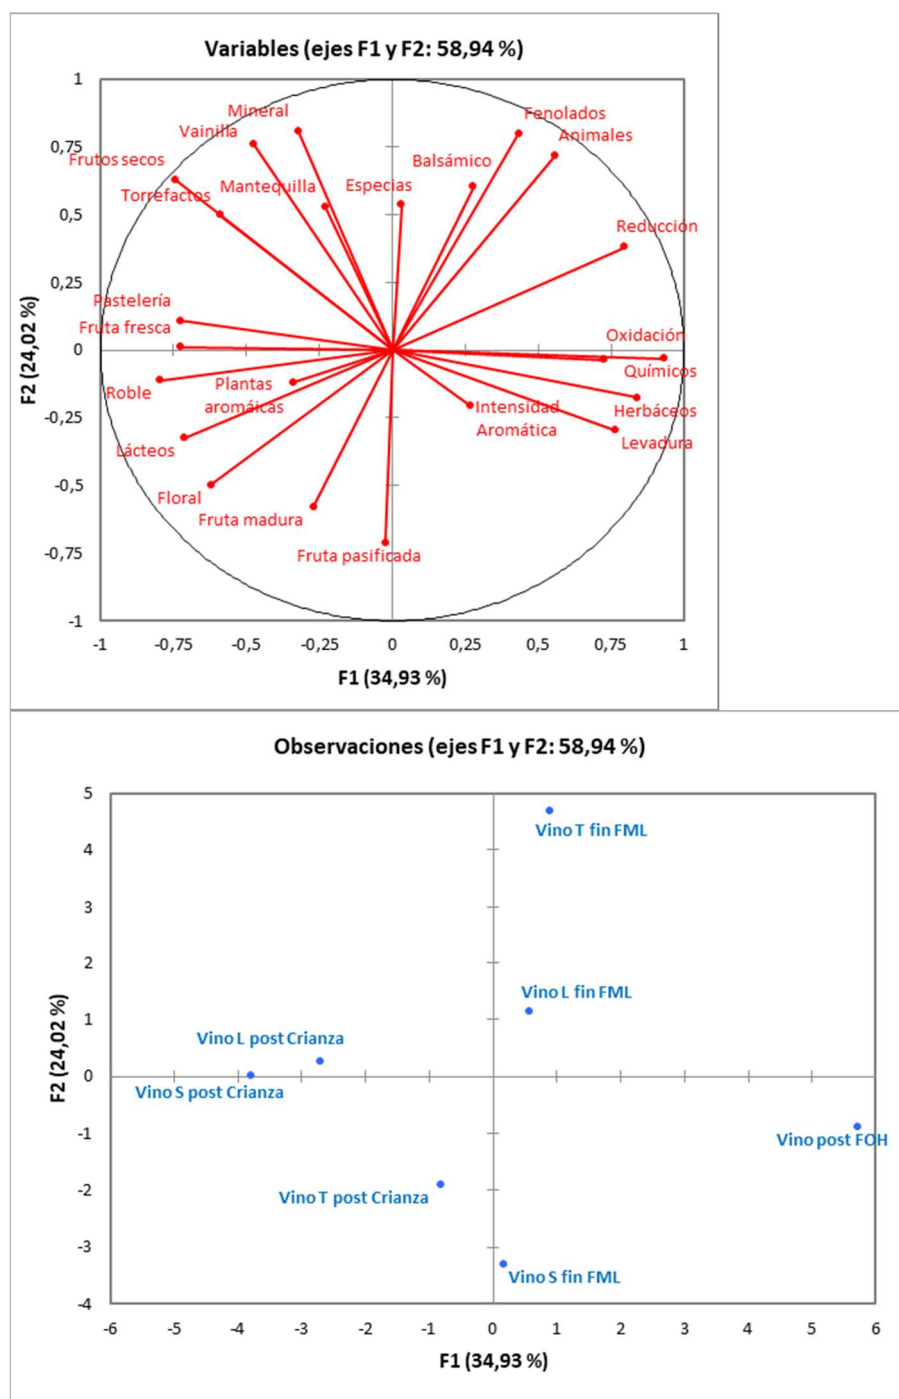 Variables (ejes F1 y F2: 58,94 %)
1
Mineral
Fenolados
Vainilla
Animales
0,75
Frutos secos
Balsámico
Mantequilla
Especias
Torrefactos
0,5
Reducción
0,25
Pastelería
Oxidación
Fruta fresca
0
Químicos
Roble
Plantas
aromáicas
Intensidad
Aromática
Herbáceos
-0,25
Lácteos
Levadura
Floral
-0,5
Fruta madura
Fruta pasificada
-0,75
-1
F2 (24,02 %)
-1 -0,75 -0,5 -0,25 0 0,25 0,5 0,75 1
F1 (34,93 %)
Observaciones (ejes F1 y F2: 58,94 %)
5
Vino T fin FML
4
3
2
Vino L fin FML
1
Vino L post Crianza
0
Vino S post Crianza
-1
Vino post FOH
-2
Vino T post Crianza
-3
Vino S fin FML
-4
F2 (24,02 %)
-6 -5 -4 -3 -2 -1 0 1 2 3 4 5 6
F1 (34,93 %)